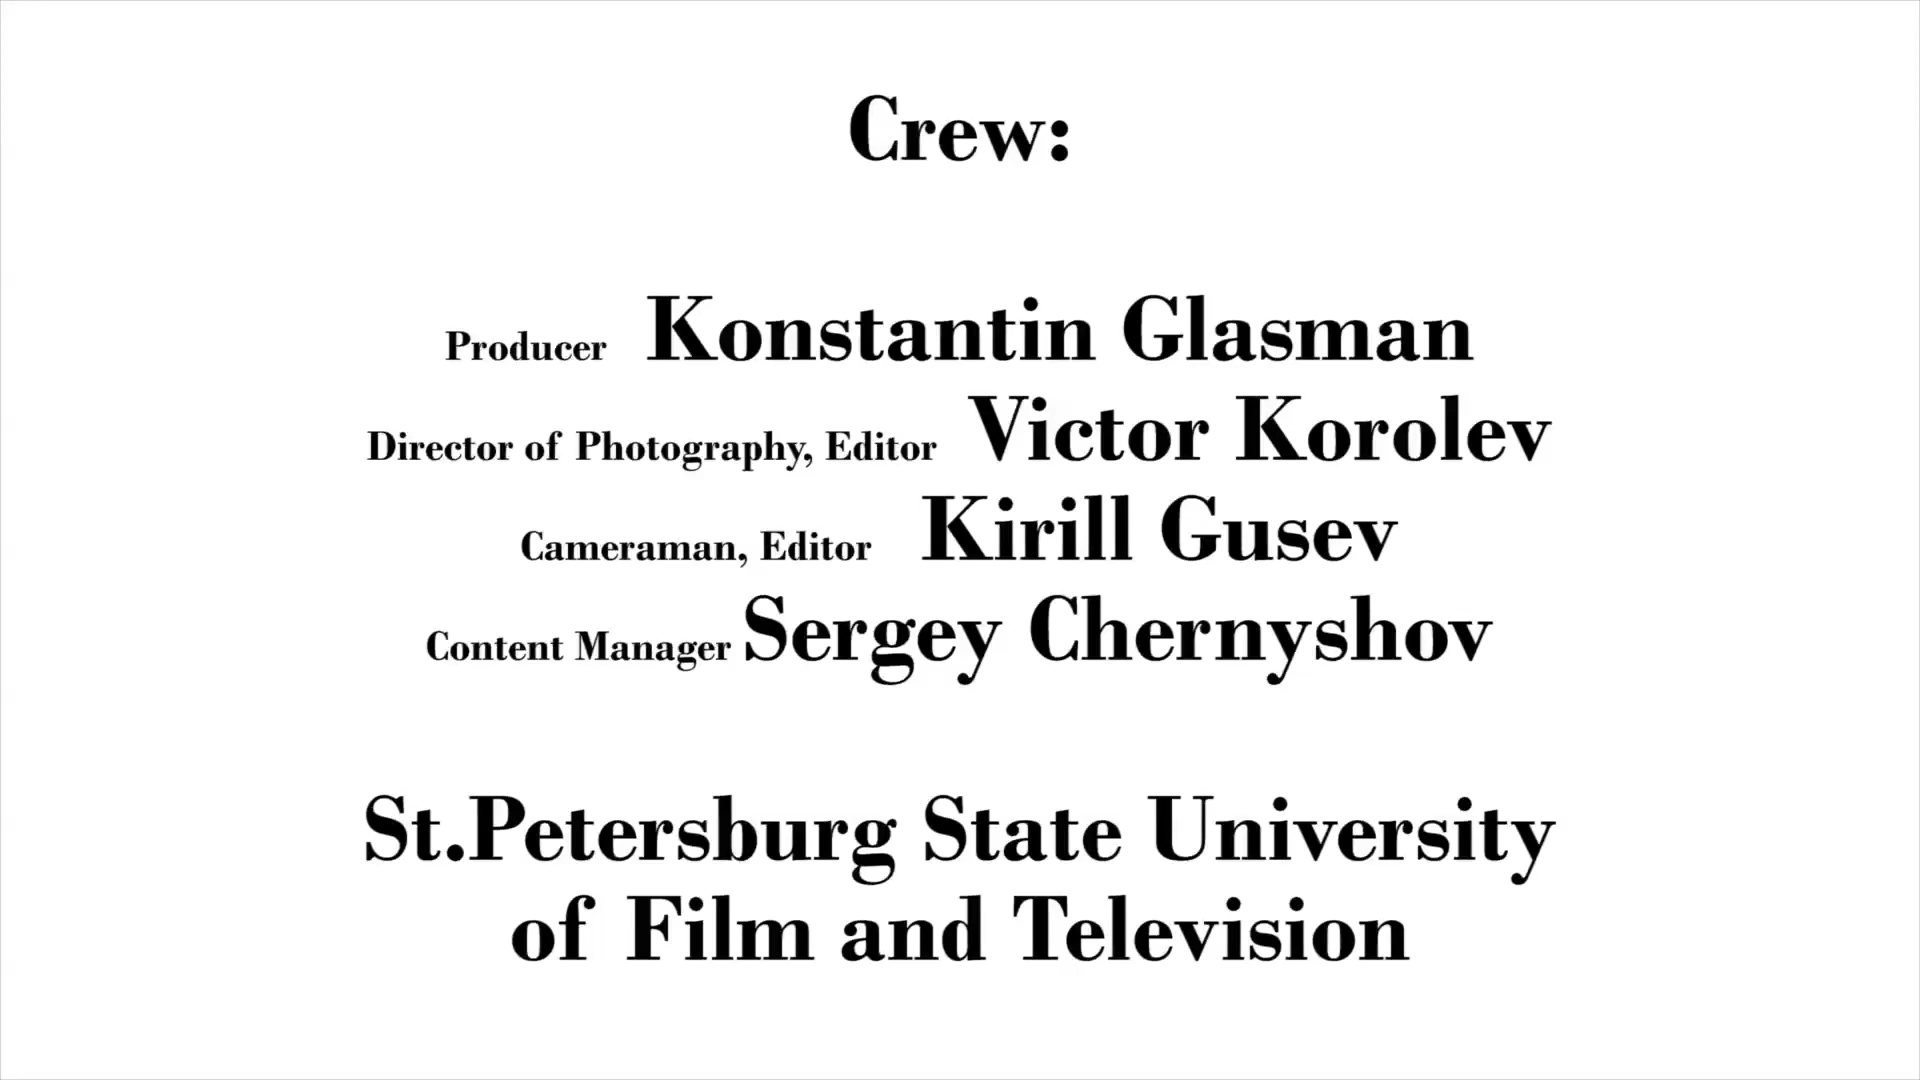 Crew:
Producer Konstantin Glasman
Director of Photography, Editor Victor Korolev
Cameraman, Editor Kirill Gusev
Content Manager Sergey Chernyshov
St.Petersburg State University
of Film and Television